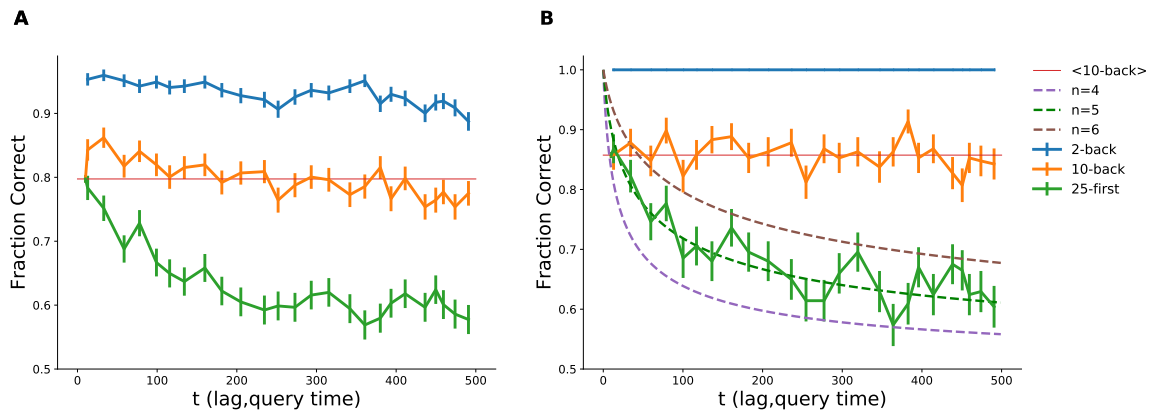 A
Fraction Correct
0.9
0.8
0.7
0.6
0.5
0 100 200 300 400 500
t (lag,query time)
B
Fraction Correct
1.0
0.9
0.8
0.7
0.6
0.5
0 100 200 300 400 500
t (lag,query time)
<10-back>
n=4
n=5
n=6
2-back
10-back
25-first